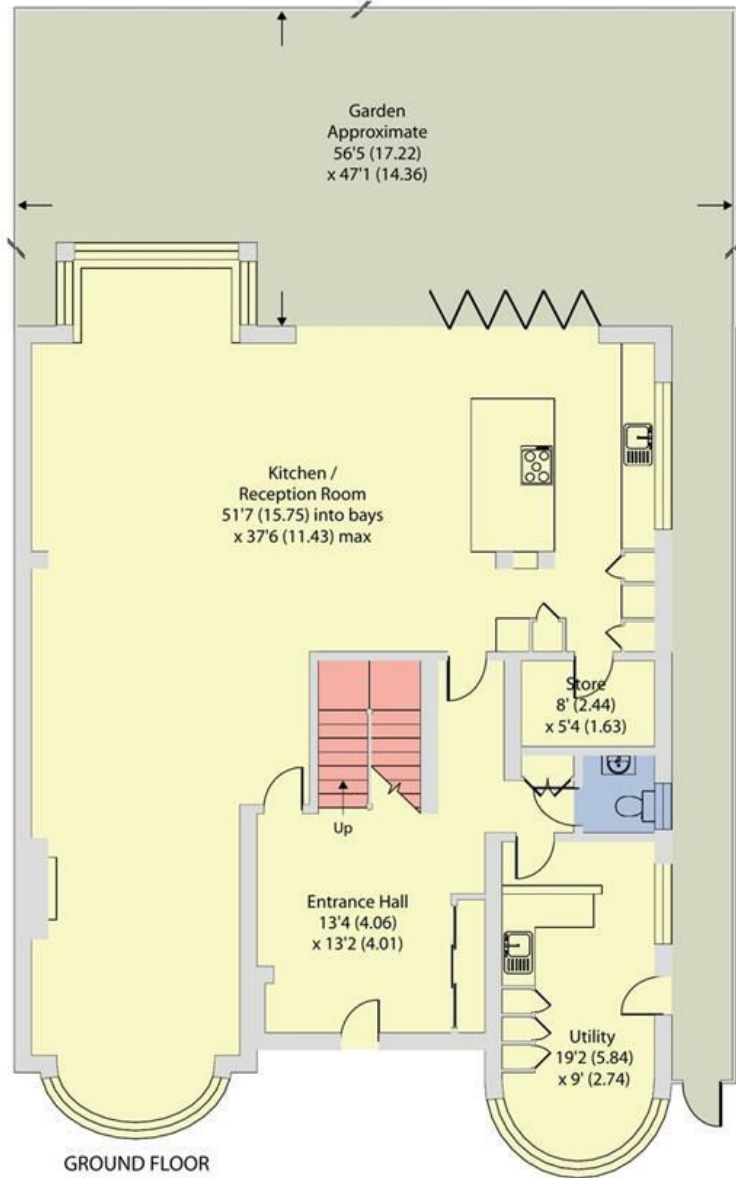 Garden
Approximate
56'5 (17.22)
x 47'1 (14.36)
Kitchen /
Reception Room
51'7 (15.75) into bays
x 37'6 (11.43) max
Store
8' (2.44)
x 5'4 (1.63)
Up
Entrance Hall
13'4 (4.06)
x 13'2 (4.01)
Utility
19'2 (5.84)
x 9' (2.74)
GROUND FLOOR